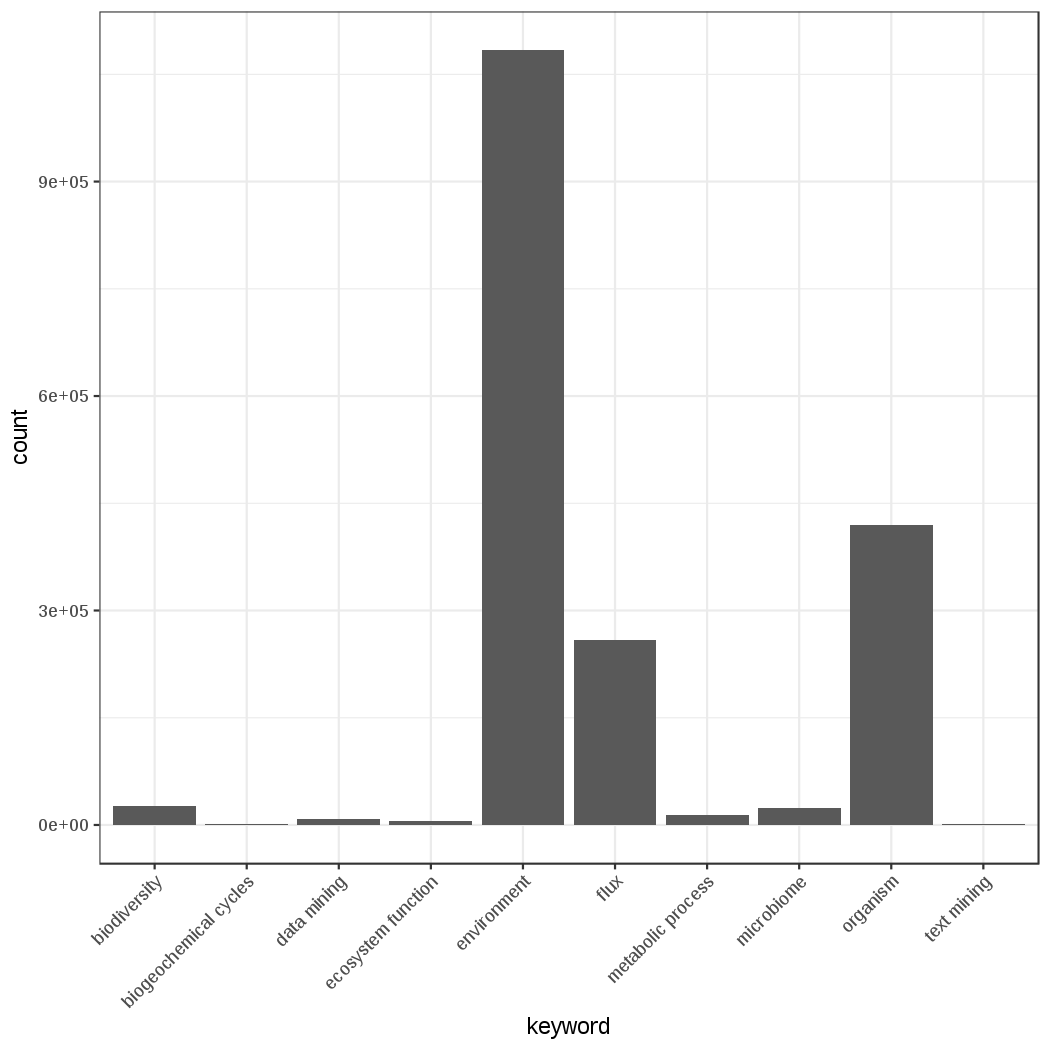 count
9e+05
6e+05
3e+05
0e+00
biodiversity
biogeochemical cycles
data mining
ecosystem function
environment
flux
metabolic process
microbiome
organism
text mining
keyword